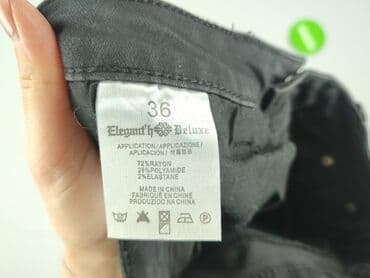 36
Elegant'h Deluxe
APPLICATION/APPLICAZIONE/
APLICACION/
72%RAYON
26%POLYAMIDE
2%ELASTANE
MADE IN CHINA
FABRIQUÉ EN CHINE
PRODUZIDO NA CHINA